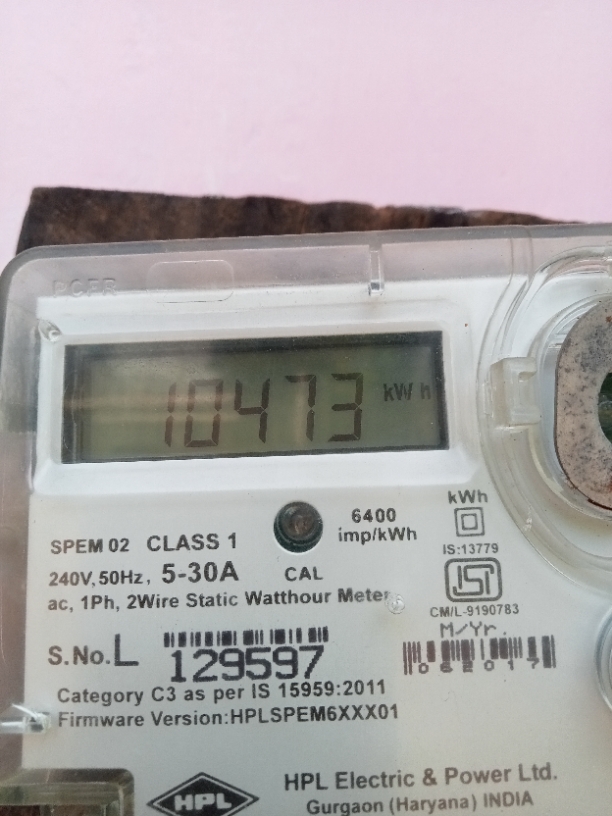 10473 kWh
kWh
6400
imp/kWh
SPEM 02 CLASS 1
IS:13779
240V, 50Hz, 5-30A CAL
ISI
ac, 1Ph, 2Wire Static Watthour Meter
CM/L-9190783
M/Yr.
S.No. L 129597
062017
Category C3 as per IS 15959:2011
Firmware Version:HPLSPEM6XXX01
HPL
HPL Electric & Power Ltd.
Gurgaon (Haryana) INDIA